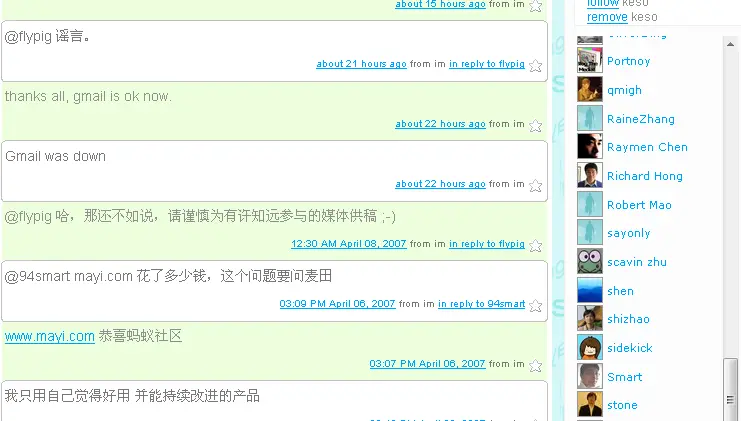 about 15 hours ago from im
@flypig 谣言。
about 21 hours ago from im in reply to flypig
thanks all, gmail is ok now.
about 22 hours ago from im
Gmail was down
about 22 hours ago from im
@flypig 哈，那还不如说，请谨慎为有许知远参与的媒体供稿 ;-)
12:30 AM April 08, 2007 from im in reply to flypig
@94smart mayi.com 花了多少钱，这个问题要问麦田
03:09 PM April 06, 2007 from im in reply to 94smart
www.mayi.com 恭喜蚂蚁社区
03:07 PM April 06, 2007 from im
我只用自己觉得好用 并能持续改进的产品
follow keso
remove keso
Portnoy
qmigh
RaineZhang
Raymen Chen
Richard Hong
Robert Mao
sayonly
scavin zhu
shen
shizhao
sidekick
Smart
stone